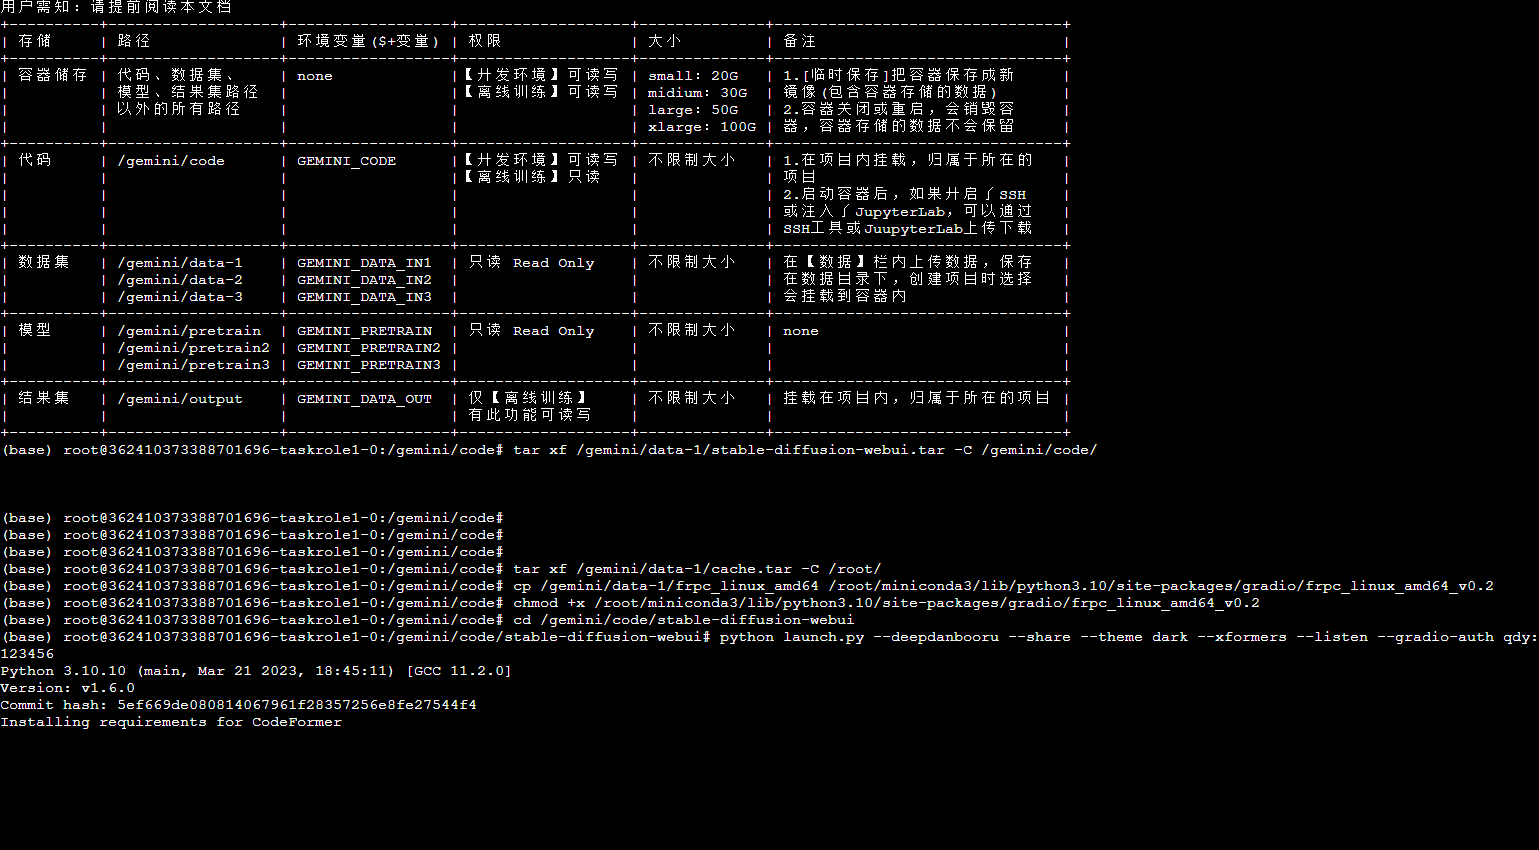 用户需知：请提前阅读本文档
+----------+-------------------+------------------+-------------------+--------------+--------------------------------+
| 存储 | 路径 | 环境变量($+变量) | 权限 | 大小 | 备注 |
+----------+-------------------+------------------+-------------------+--------------+--------------------------------+
| 容器储存 | 代码、数据集、 | none |【开发环境】可读写 | small: 20G | 1.[临时保存]把容器保存成新 |
| | 模型、结果集路径 | |【离线训练】可读写 | midium: 30G | 镜像(包含容器存储的数据) |
| | 以外的所有路径 | | | large: 50G | 2.容器关闭或重启，会销毁容 |
| | | | | xlarge: 100G | 器，容器存储的数据不会保留 |
+----------+-------------------+------------------+-------------------+--------------+--------------------------------+
| 代码 | /gemini/code | GEMINI_CODE |【开发环境】可读写 | 不限制大小 | 1.在项目内挂载，归属于所在的 |
| | | |【离线训练】只读 | | 项目 |
| | | | | | 2.启动容器后，如果开启了SSH |
| | | | | | 或注入了JupyterLab，可以通过 |
| | | | | | SSH工具或JuupyterLab上传下载 |
+----------+-------------------+------------------+-------------------+--------------+--------------------------------+
| 数据集 | /gemini/data-1 | GEMINI_DATA_IN1 | 只读 Read Only | 不限制大小 | 在【数据】栏内上传数据，保存 |
| | /gemini/data-2 | GEMINI_DATA_IN2 | | | 在数据目录下，创建项目时选择 |
| | /gemini/data-3 | GEMINI_DATA_IN3 | | | 会挂载到容器内 |
+----------+-------------------+------------------+-------------------+--------------+--------------------------------+
| 模型 | /gemini/pretrain | GEMINI_PRETRAIN | 只读 Read Only | 不限制大小 | none |
| | /gemini/pretrain2 | GEMINI_PRETRAIN2 | | | |
| | /gemini/pretrain3 | GEMINI_PRETRAIN3 | | | |
+----------+-------------------+------------------+-------------------+--------------+--------------------------------+
| 结果集 | /gemini/output | GEMINI_DATA_OUT | 仅【离线训练】 | 不限制大小 | 挂载在项目内，归属于所在的项目 |
| | | | 有此功能可读写 | | |
+----------+-------------------+------------------+-------------------+--------------+--------------------------------+
(base) root@362410373388701696-taskrole1-0:/gemini/code# tar xf /gemini/data-1/stable-diffusion-webui.tar -C /gemini/code/
(base) root@362410373388701696-taskrole1-0:/gemini/code#
(base) root@362410373388701696-taskrole1-0:/gemini/code#
(base) root@362410373388701696-taskrole1-0:/gemini/code#
(base) root@362410373388701696-taskrole1-0:/gemini/code# tar xf /gemini/data-1/cache.tar -C /root/
(base) root@362410373388701696-taskrole1-0:/gemini/code# cp /gemini/data-1/frpc_linux_amd64 /root/miniconda3/lib/python3.10/site-packages/gradio/frpc_linux_amd64_v0.2
(base) root@362410373388701696-taskrole1-0:/gemini/code# chmod +x /root/miniconda3/lib/python3.10/site-packages/gradio/frpc_linux_amd64_v0.2
(base) root@362410373388701696-taskrole1-0:/gemini/code# cd /gemini/code/stable-diffusion-webui
(base) root@362410373388701696-taskrole1-0:/gemini/code/stable-diffusion-webui# python launch.py --deepdanbooru --share --theme dark --xformers --listen --gradio-auth qdy:
123456
Python 3.10.10 (main, Mar 21 2023, 18:45:11) [GCC 11.2.0]
Version: v1.6.0
Commit hash: 5ef669de080814067961f28357256e8fe27544f4
Installing requirements for CodeFormer